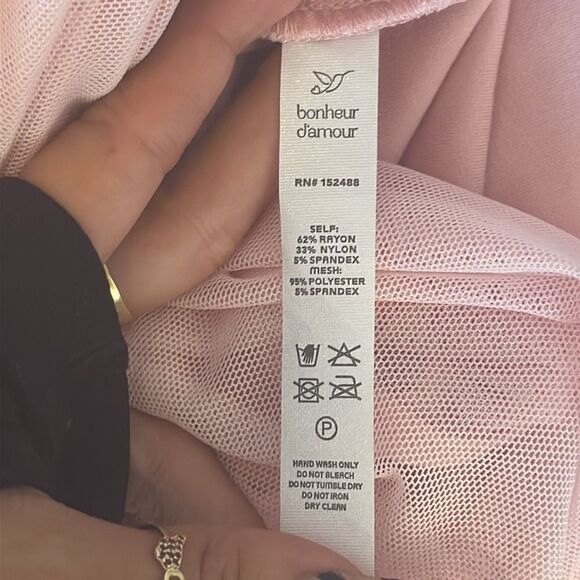 bonheur
d'amour
RN# 152488
SELF:
62% RAYON
33% NYLON
5% SPANDEX
MESH:
95% POLYESTER
5% SPANDEX
P
HAND WASH ONLY
DO NOT BLEACH
DO NOT TUMBLE DRY
DO NOT IRON
DRY CLEAN